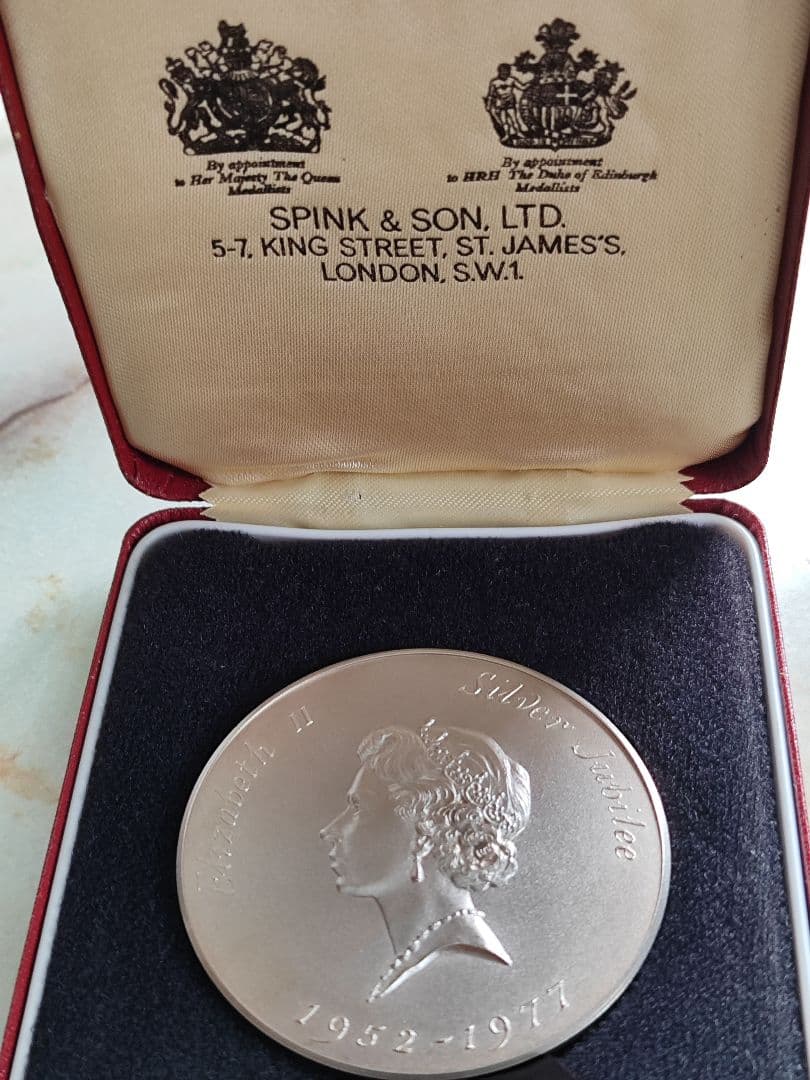 By appointment
to Her Majesty The Queen
Medallists
By appointment
to HRH The Duke of Edinburgh
Medallists
SPINK & SON, LTD.
5-7, KING STREET, ST. JAMES'S,
LONDON, S.W.1.
Elizabeth II
Silver Jubilee
1952-1977